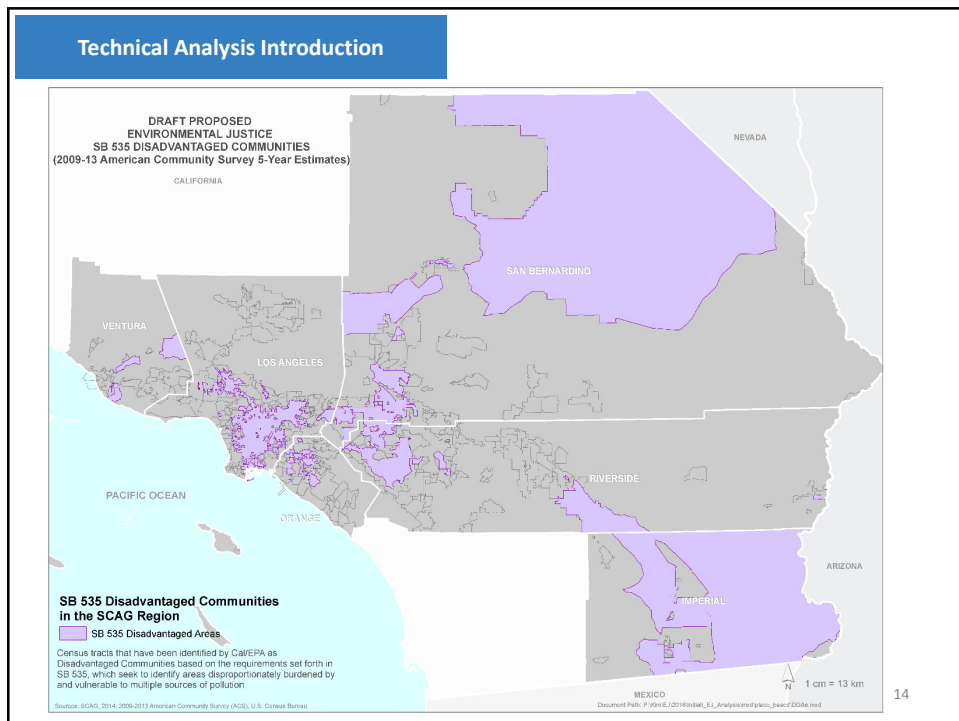 Technical Analysis Introduction
DRAFT PROPOSED
ENVIRONMENTAL JUSTICE
SB 535 DISADVANTAGED COMMUNITIES
(2009-13 American Community Survey 5-Year Estimates)
CALIFORNIA
NEVADA
SAN BERNARDINO
VENTURA
LOS ANGELES
RIVERSIDE
PACIFIC OCEAN
ORANGE
ARIZONA
IMPERIAL
SB 535 Disadvantaged Communities
in the SCAG Region
SB 535 Disadvantaged Areas
Census tracts that have been identified by Cal/EPA as
Disadvantaged Communities based on the requirements set forth in
SB 535, which seek to identify areas disproportionately burdened by
and vulnerable to multiple sources of pollution
Sources: SCAG, 2014; 2009-2013 American Community Survey (ACS), U.S. Census Bureau
MEXICO
N
1 cm = 13 km
14